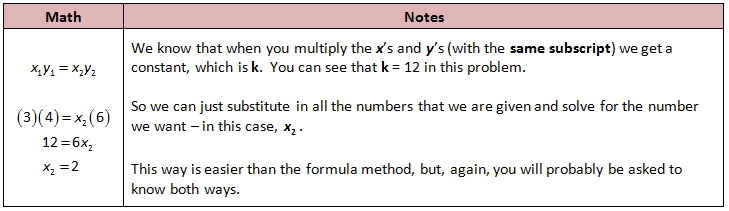 Math
Notes
x₁y₁ = x₂y₂
We know that when you multiply the x's and y's (with the same subscript) we get a
constant, which is k. You can see that k = 12 in this problem.
(3)(4) = x₂(6)
12 = 6x₂
x₂ = 2
So we can just substitute in all the numbers that we are given and solve for the number
we want – in this case, x₂ .
This way is easier than the formula method, but, again, you will probably be asked to
know both ways.